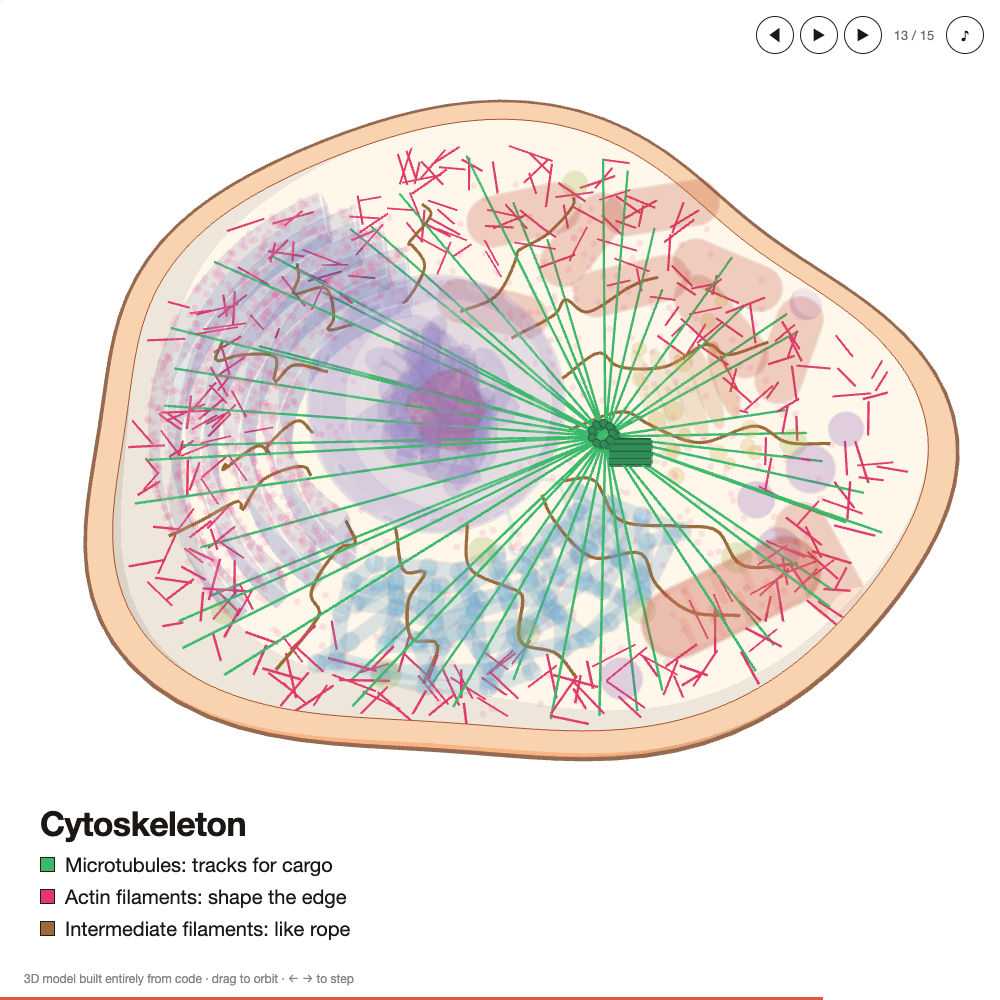 13 / 15
Cytoskeleton
Microtubules: tracks for cargo
Actin filaments: shape the edge
Intermediate filaments: like rope
3D model built entirely from code · drag to orbit · ← → to step